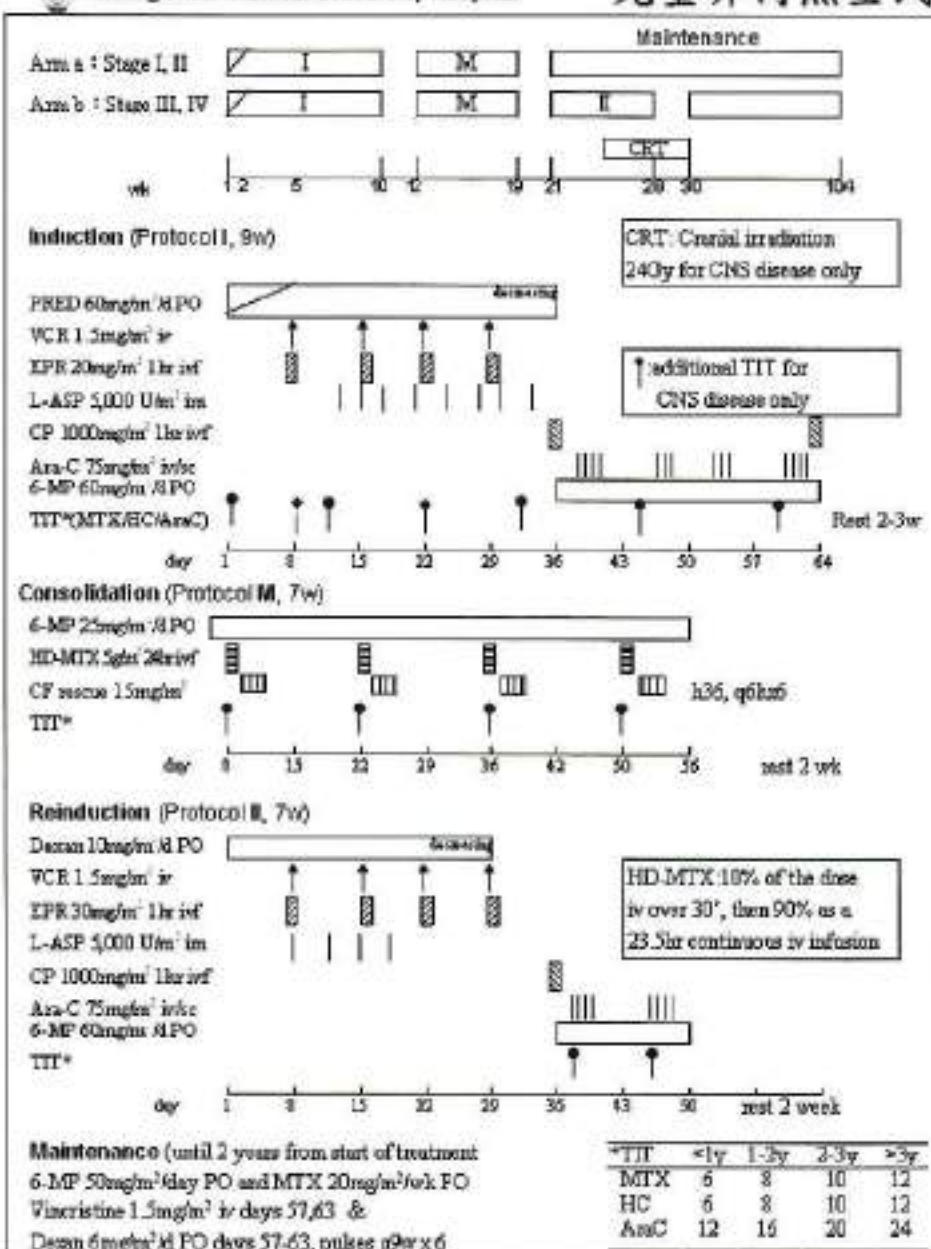 Maintenance
Arm a : Stage I, II
I
M
Arm b : Stage III, IV
I
M
II
CRT
wk
1 2 5 10 12 19 21 28 30 104
Induction (Protocol I, 9w)
CRT: Cranial irradiation
24Gy for CNS disease only
PRED 60mg/m²/d PO
decreasing
VCR 1.5mg/m² iv
EPR 20mg/m² 1hr ivf
:additional TIT for
CNS disease only
L-ASP 5,000 U/m² im
CP 1000mg/m² 1hr ivf
Ara-C 75mg/m² iv/sc
6-MP 60mg/m²/d PO
TIT*(MTX/HC/AraC)
Rest 2-3w
day 1 8 15 22 29 36 43 50 57 64
Consolidation (Protocol M, 7w)
6-MP 25mg/m²/d PO
HD-MTX 5g/m² 24hr ivf
CF rescue 15mg/m²
h36, q6hx6
TIT*
day 8 15 22 29 36 42 50 56 rest 2 wk
Reinduction (Protocol II, 7w)
Dexan 10mg/m²/d PO
decreasing
VCR 1.5mg/m² iv
EPR 30mg/m² 1hr ivf
HD-MTX:10% of the dose
iv over 30', then 90% as a
23.5hr continuous iv infusion
L-ASP 5,000 U/m² im
CP 1000mg/m² 1hr ivf
Ara-C 75mg/m² iv/sc
6-MP 60mg/m²/d PO
TIT*
day 1 8 15 22 29 36 43 50 rest 2 week
Maintenance (until 2 years from start of treatment
6-MP 50mg/m²/day PO and MTX 20mg/m²/wk PO
Vincristine 1.5mg/m² iv days 57,63 &
Dexan 6mg/m²/d PO days 57-63, pulses q9w x 6
*TIT <1y 1-2y 2-3y >3y
MTX 6 8 10 12
HC 6 8 10 12
AraC 12 16 20 24